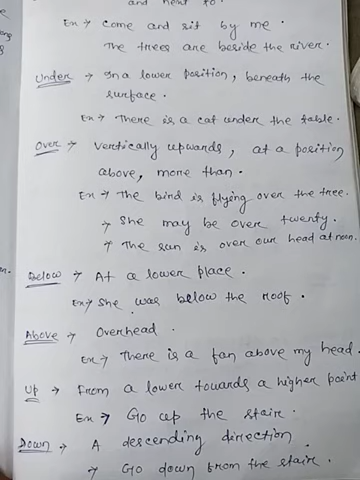 and next to.
Ex → Come and sit by me.
The trees are beside the river.
Under → In a lower position, beneath the
surface.
Ex → There is a cat under the table.
Over → Vertically upwards, at a position
above, more than.
Ex → The bird is flying over the tree.
→ She may be over twenty.
→ The sun is over our head at noon.
Below → At a lower place.
Ex → She was below the roof.
Above → Overhead.
Ex → There is a fan above my head.
Up → From a lower towards a higher point
Ex → Go up the stair.
Down → A descending direction.
→ Go down from the stair.